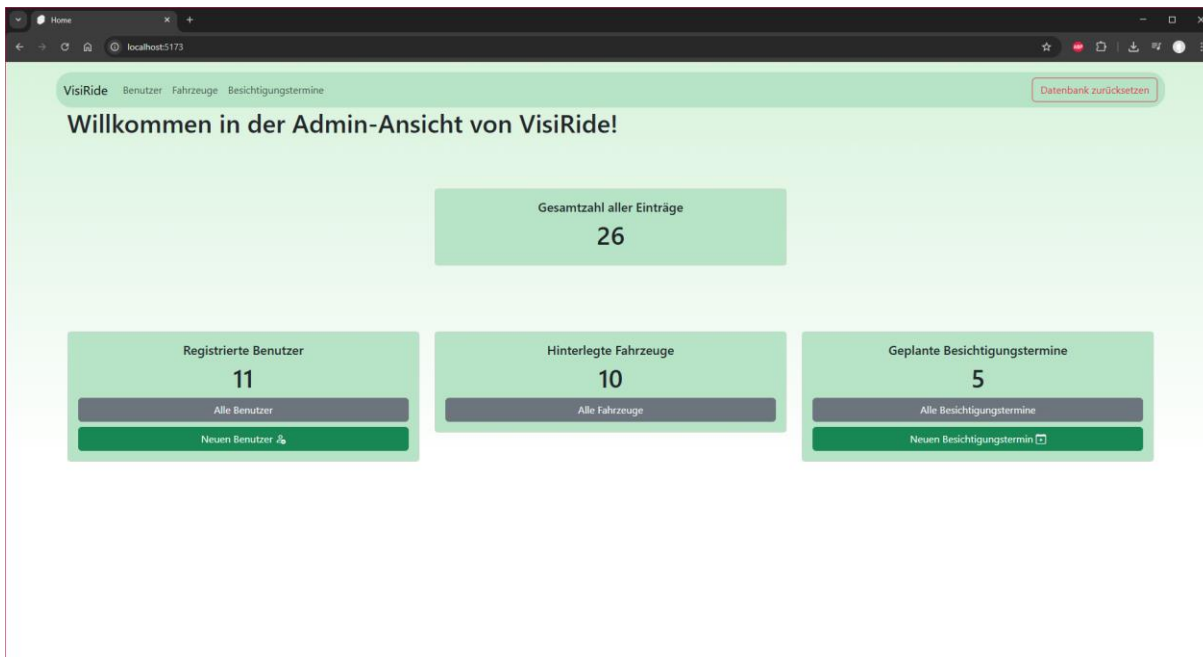 Home
localhost:5173
VisiRide Benutzer Fahrzeuge Besichtigungstermine Datenbank zurücksetzen
Willkommen in der Admin-Ansicht von VisiRide!
Gesamtzahl aller Einträge
26
Registrierte Benutzer
11
Alle Benutzer
Neuen Benutzer
Hinterlegte Fahrzeuge
10
Alle Fahrzeuge
Geplante Besichtigungstermine
5
Alle Besichtigungstermine
Neuen Besichtigungstermin